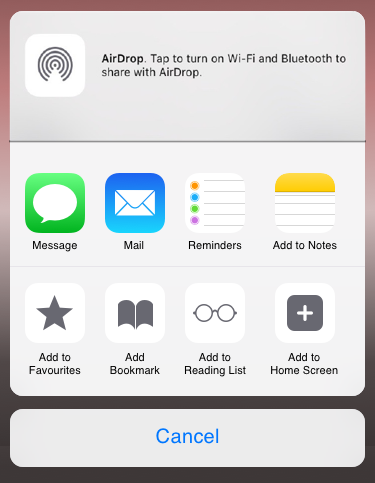 AirDrop. Tap to turn on Wi-Fi and Bluetooth to
share with AirDrop.
Message
Mail
Reminders
Add to Notes
Add to
Favourites
Add
Bookmark
Add to
Reading List
Add to
Home Screen
Cancel